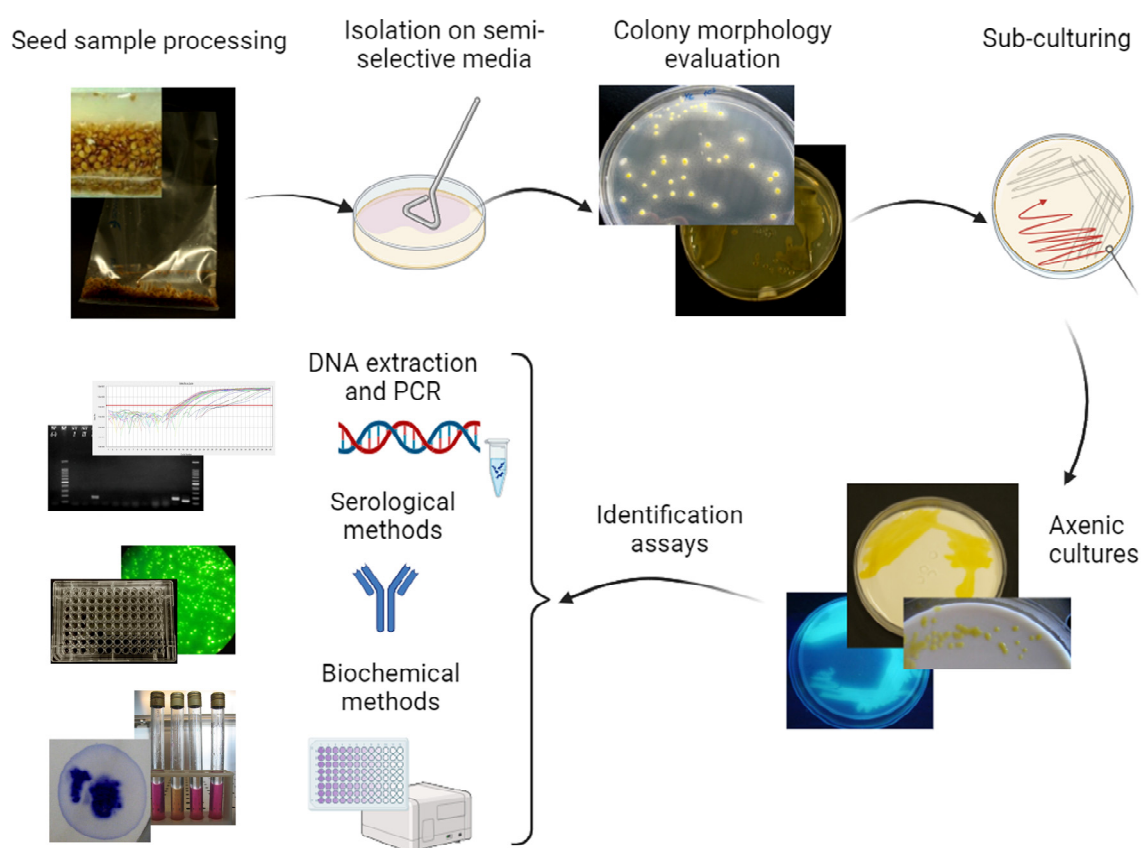 Seed sample processing
Isolation on semi-
selective media
Colony morphology
evaluation
Sub-culturing
DNA extraction
and PCR
Serological
methods
Biochemical
methods
Identification
assays
Axenic
cultures